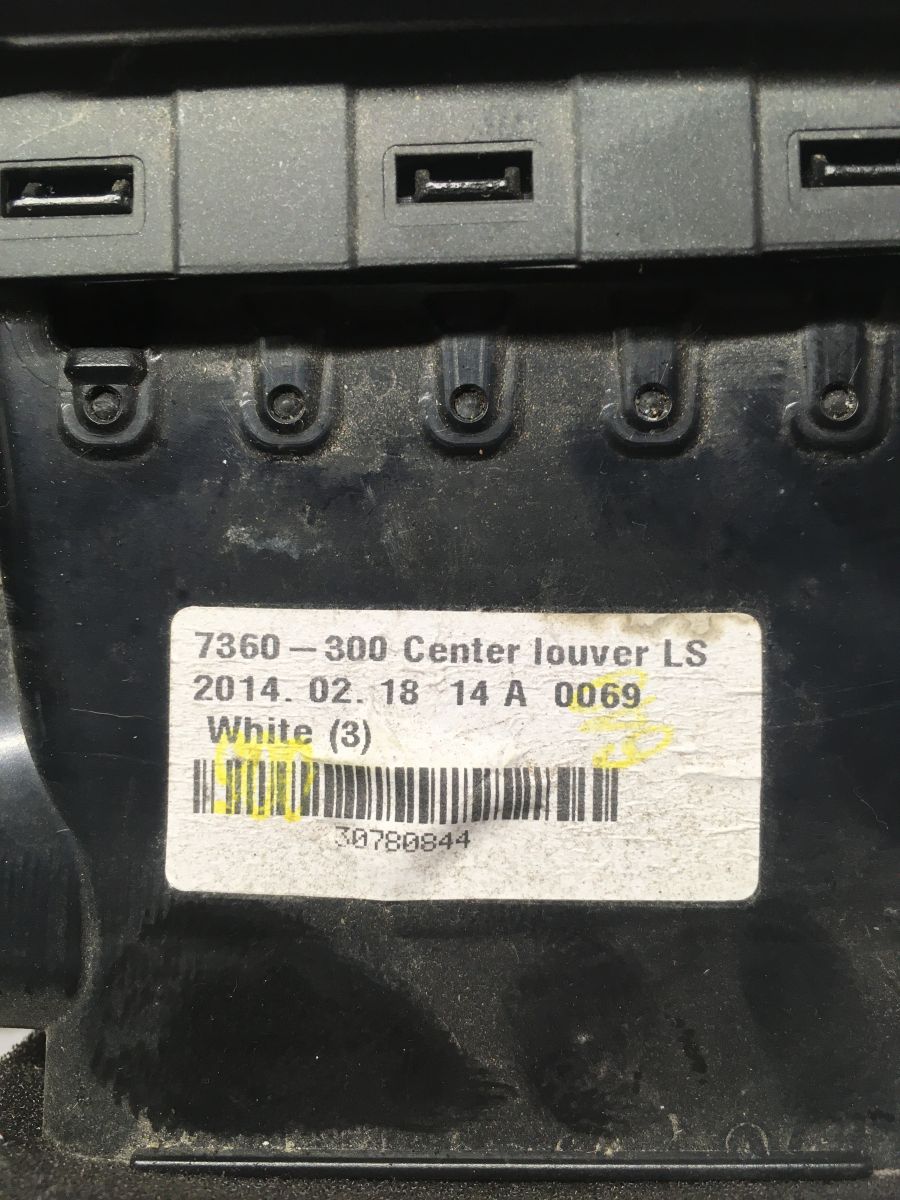 7360 – 300 Center louver LS
2014. 02. 18 14 A 0069
White (3)
30780844